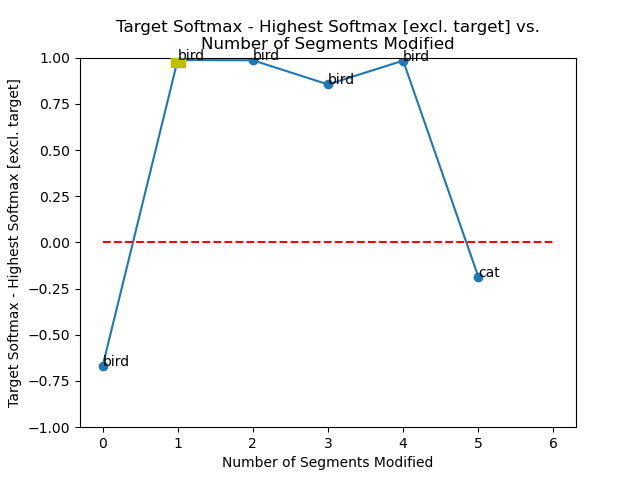 Target Softmax - Highest Softmax [excl. target] vs.
Number of Segments Modified
Target Softmax - Highest Softmax [excl. target]
1.00
0.75
0.50
0.25
0.00
−0.25
−0.50
−0.75
−1.00
bird
bird
bird
bird
bird
cat
0 1 2 3 4 5 6
Number of Segments Modified